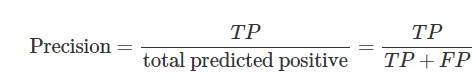 Precision = TP / total predicted positive = TP / TP + FP